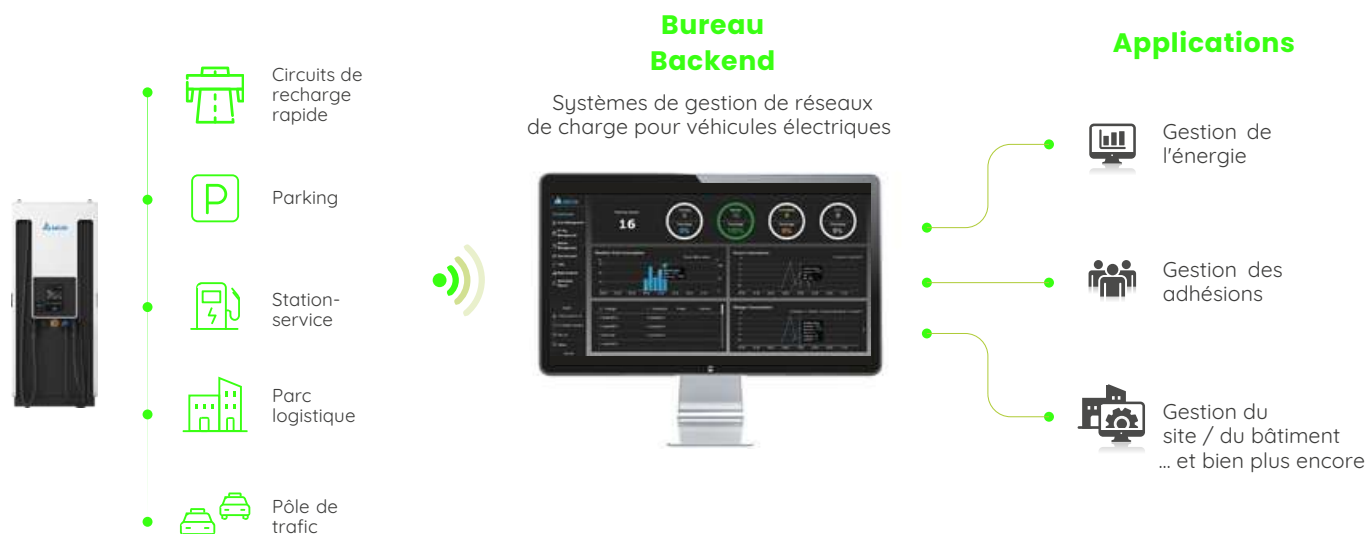 Circuits de
recharge
rapide
Parking
Station-
service
Parc
logistique
Pôle de
trafic
Bureau
Backend
Systèmes de gestion de réseaux
de charge pour véhicules électriques
16
Applications
Gestion de
l'énergie
Gestion des
adhésions
Gestion du
site / du bâtiment
... et bien plus encore